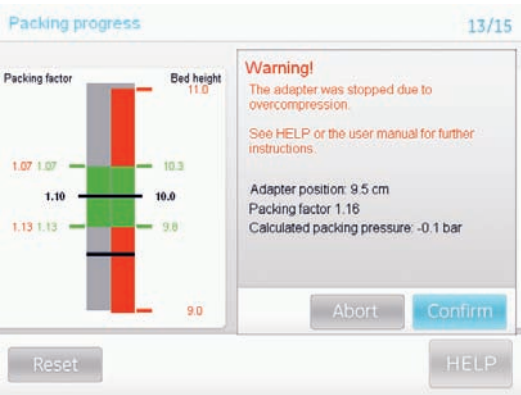 Packing progress 13/15
Packing factor Bed height
11.0
1.07 1.07 10.3
1.10 10.0
1.13 1.13 9.8
9.0
Warning!
The adapter was stopped due to
overcompression.
See HELP or the user manual for further
instructions.
Adapter position: 9.5 cm
Packing factor 1.16
Calculated packing pressure: -0.1 bar
Abort Confirm
Reset HELP